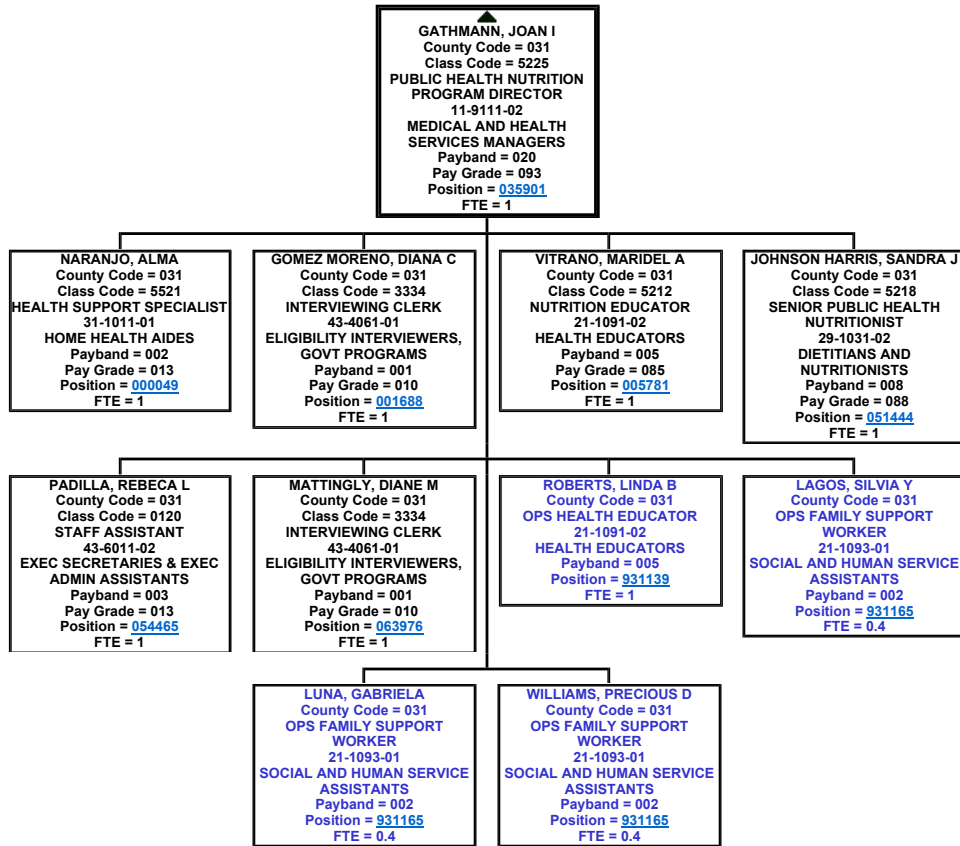 GATHMANN, JOAN I
County Code = 031
Class Code = 5225
PUBLIC HEALTH NUTRITION
PROGRAM DIRECTOR
11-9111-02
MEDICAL AND HEALTH
SERVICES MANAGERS
Payband = 020
Pay Grade = 093
Position = 035901
FTE = 1
NARANJO, ALMA
County Code = 031
Class Code = 5521
HEALTH SUPPORT SPECIALIST
31-1011-01
HOME HEALTH AIDES
Payband = 002
Pay Grade = 013
Position = 000049
FTE = 1
GOMEZ MORENO, DIANA C
County Code = 031
Class Code = 3334
INTERVIEWING CLERK
43-4061-01
ELIGIBILITY INTERVIEWERS,
GOVT PROGRAMS
Payband = 001
Pay Grade = 010
Position = 001688
FTE = 1
VITRANO, MARIDEL A
County Code = 031
Class Code = 5212
NUTRITION EDUCATOR
21-1091-02
HEALTH EDUCATORS
Payband = 005
Pay Grade = 085
Position = 005781
FTE = 1
JOHNSON HARRIS, SANDRA J
County Code = 031
Class Code = 5218
SENIOR PUBLIC HEALTH
NUTRITIONIST
29-1031-02
DIETITIANS AND
NUTRITIONISTS
Payband = 008
Pay Grade = 088
Position = 051444
FTE = 1
PADILLA, REBECA L
County Code = 031
Class Code = 0120
STAFF ASSISTANT
43-6011-02
EXEC SECRETARIES & EXEC
ADMIN ASSISTANTS
Payband = 003
Pay Grade = 013
Position = 054465
FTE = 1
MATTINGLY, DIANE M
County Code = 031
Class Code = 3334
INTERVIEWING CLERK
43-4061-01
ELIGIBILITY INTERVIEWERS,
GOVT PROGRAMS
Payband = 001
Pay Grade = 010
Position = 063976
FTE = 1
ROBERTS, LINDA B
County Code = 031
OPS HEALTH EDUCATOR
21-1091-02
HEALTH EDUCATORS
Payband = 005
Position = 931139
FTE = 1
LAGOS, SILVIA Y
County Code = 031
OPS FAMILY SUPPORT
WORKER
21-1093-01
SOCIAL AND HUMAN SERVICE
ASSISTANTS
Payband = 002
Position = 931165
FTE = 0.4
LUNA, GABRIELA
County Code = 031
OPS FAMILY SUPPORT
WORKER
21-1093-01
SOCIAL AND HUMAN SERVICE
ASSISTANTS
Payband = 002
Position = 931165
FTE = 0.4
WILLIAMS, PRECIOUS D
County Code = 031
OPS FAMILY SUPPORT
WORKER
21-1093-01
SOCIAL AND HUMAN SERVICE
ASSISTANTS
Payband = 002
Position = 931165
FTE = 0.4